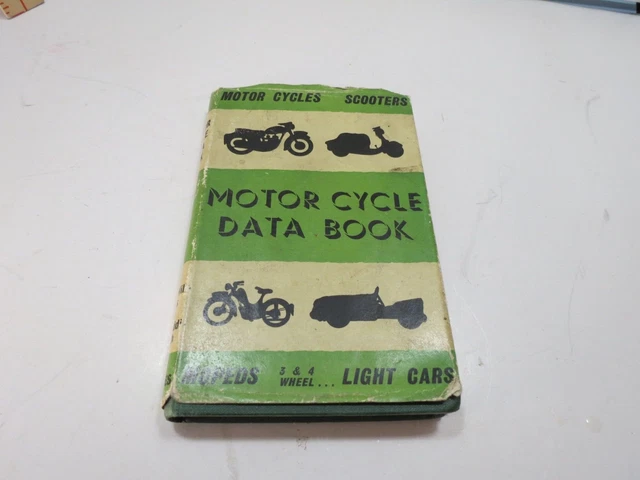 MOTOR CYCLES SCOOTERS
MOTOR CYCLE
DATA BOOK
MOPEDS 3 & 4 WHEEL... LIGHT CARS